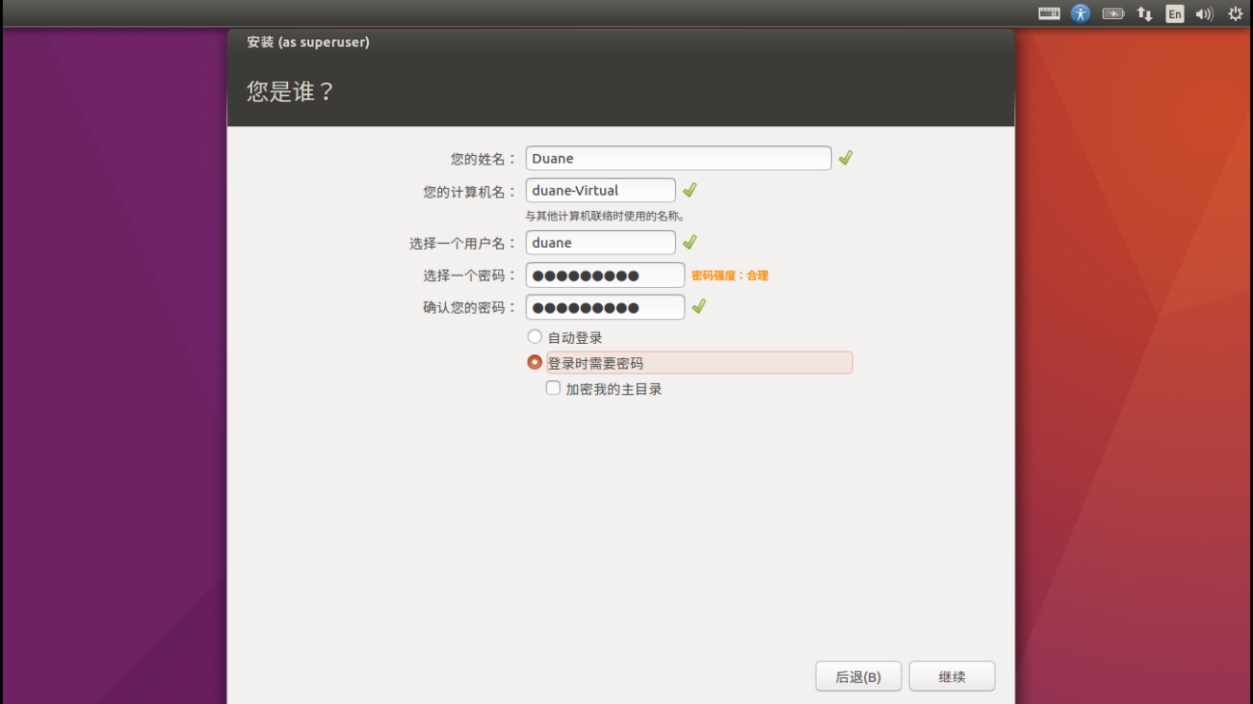 En
安装 (as superuser)
您是谁？
您的姓名： Duane
您的计算机名： duane-Virtual
与其他计算机联络时使用的名称。
选择一个用户名： duane
选择一个密码： ●●●●●●●●● 密码强度：合理
确认您的密码： ●●●●●●●●●
自动登录
登录时需要密码
加密我的主目录
后退(B) 继续